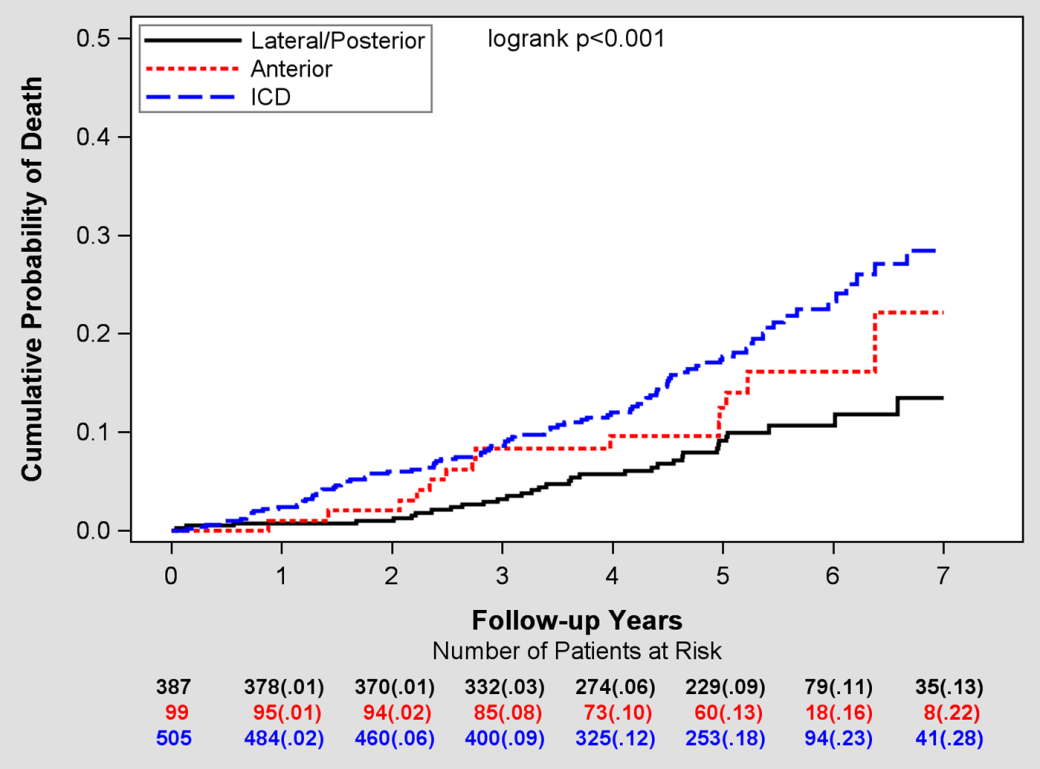 Cumulative Probability of Death
0.5
0.4
0.3
0.2
0.1
0.0
Lateral/Posterior
Anterior
ICD
logrank p<0.001
0 1 2 3 4 5 6 7
Follow-up Years
Number of Patients at Risk
387 378(.01) 370(.01) 332(.03) 274(.06) 229(.09) 79(.11) 35(.13)
99 95(.01) 94(.02) 85(.08) 73(.10) 60(.13) 18(.16) 8(.22)
505 484(.02) 460(.06) 400(.09) 325(.12) 253(.18) 94(.23) 41(.28)